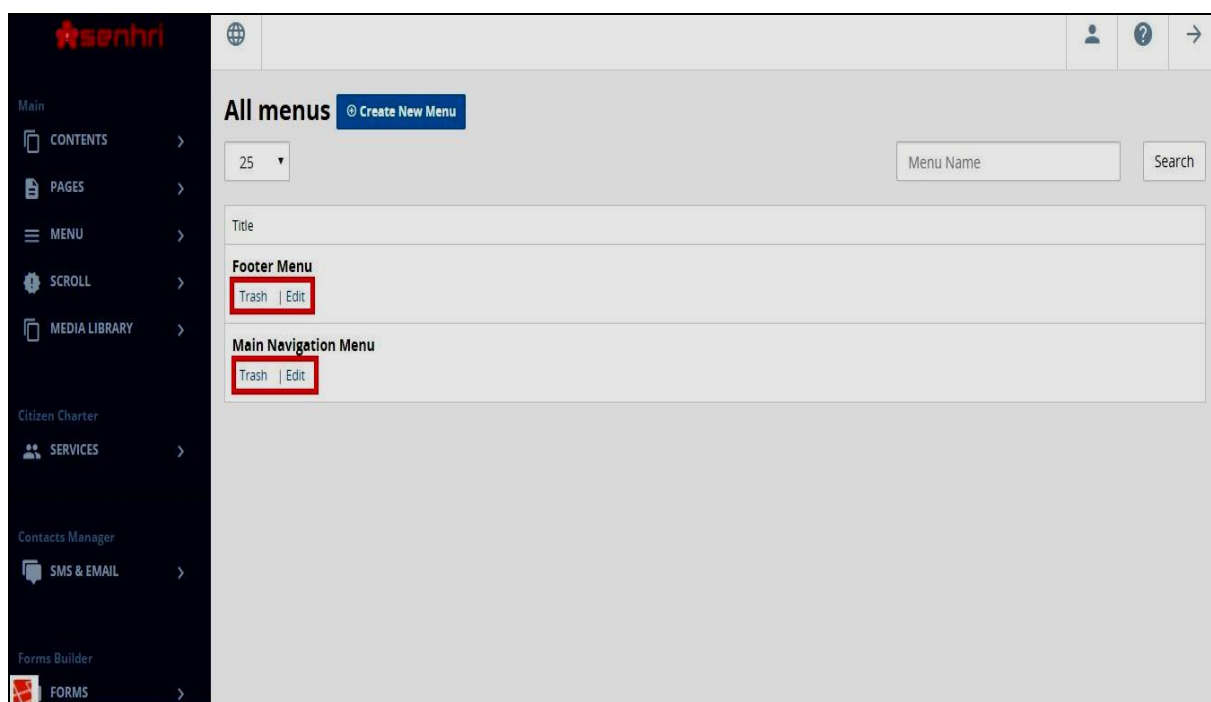 senhri
Main
CONTENTS
PAGES
MENU
SCROLL
MEDIA LIBRARY
Citizen Charter
SERVICES
Contacts Manager
SMS & EMAIL
Forms Builder
FORMS
All menus
Create New Menu
25
Menu Name
Search
Title
Footer Menu
Trash | Edit
Main Navigation Menu
Trash | Edit